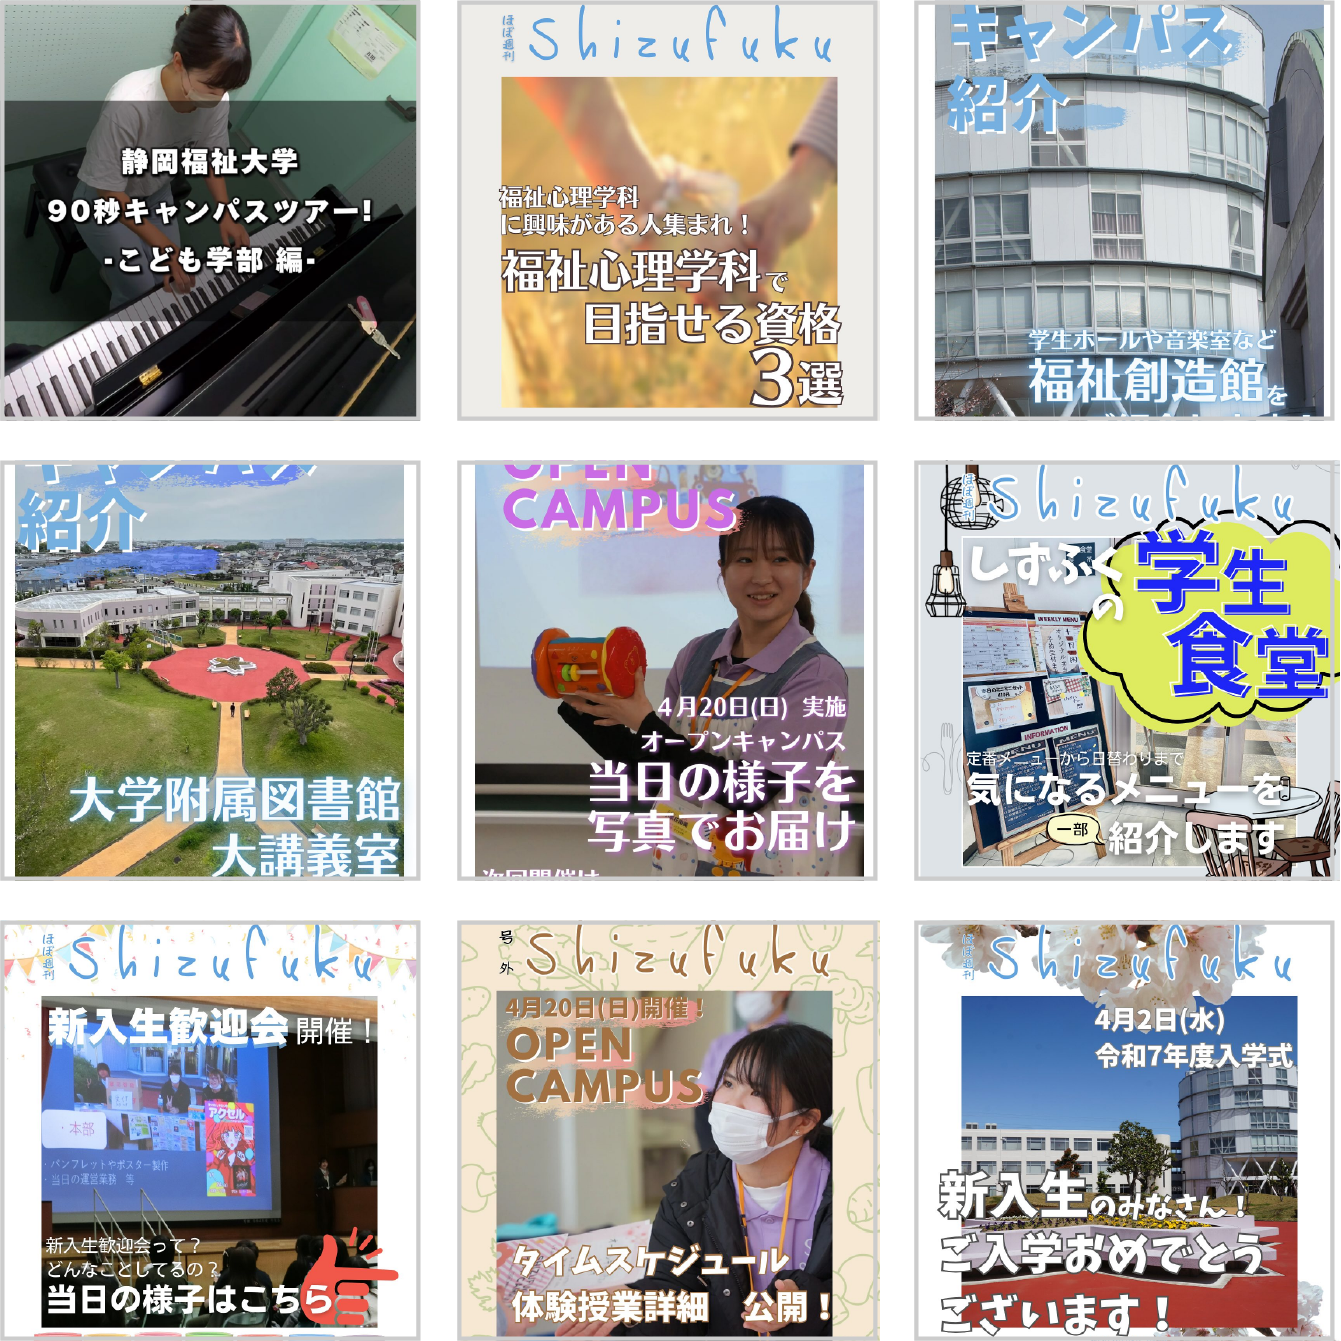 静岡福祉大学
90秒キャンパスツアー!
-こども学部 編-
ほぼ週刊
Shizufuku
福祉心理学科
に興味がある人集まれ！
福祉心理学科で
目指せる資格
3選
キャンパス
紹介
学生ホールや音楽室など
福祉創造館を
紹介
大学附属図書館
大講義室
OPEN
CAMPUS
4月20日(日) 実施
オープンキャンパス
当日の様子を
写真でお届け
次回開催は
ほぼ週刊
Shizufuku
しずふく
の
学生
食堂
WEEKLY MENU
INFORMATION
定番メニューから日替わりまで
気になるメニューを
一部
紹介します
ほぼ週刊
Shizufuku
新入生歓迎会 開催！
アクセル
・本部
・パンフレットやポスター製作
・当日の運営業務 等
新入生歓迎会って？
どんなことしてるの？
当日の様子はこちら
号外
Shizufuku
4月20日(日)開催！
OPEN
CAMPUS
タイムスケジュール
体験授業詳細 公開！
ほぼ週刊
Shizufuku
4月2日(水)
令和7年度入学式
新入生のみなさん！
ご入学おめでとう
ございます！